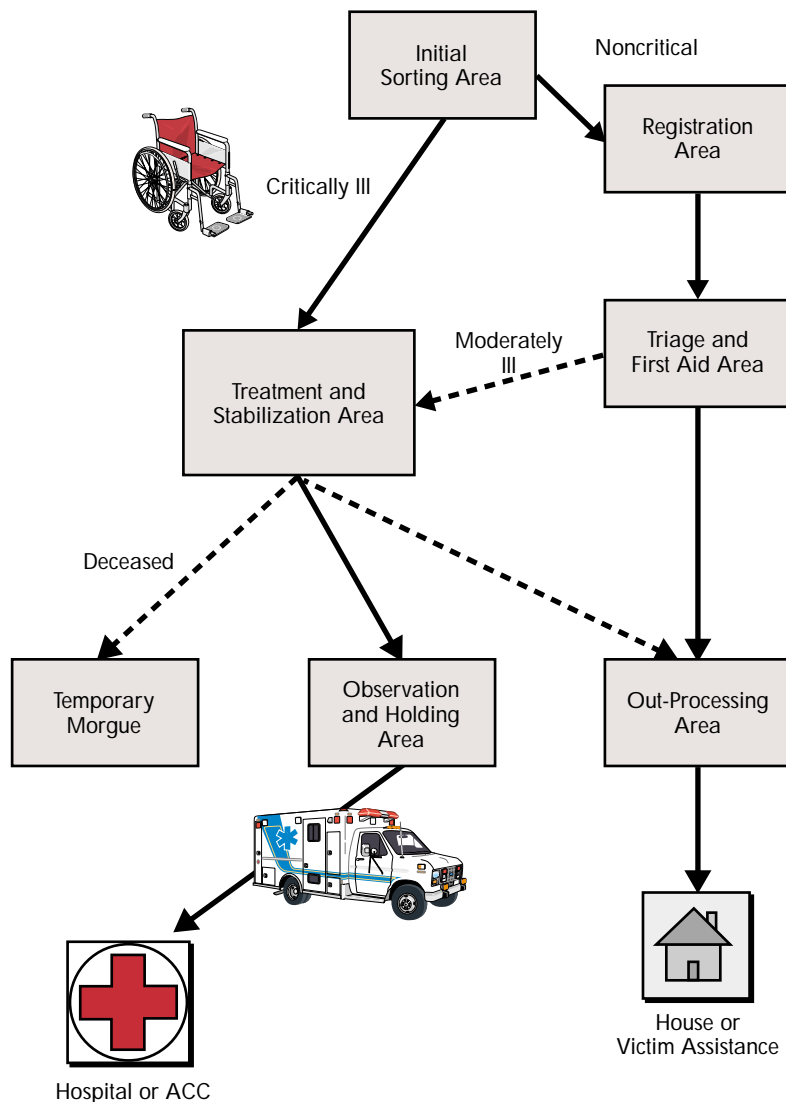 Initial
Sorting Area
Noncritical
Registration
Area
Critically Ill
Moderately
Ill
Triage and
First Aid Area
Treatment and
Stabilization Area
Deceased
Temporary
Morgue
Observation
and Holding
Area
Out-Processing
Area
House or
Victim Assistance
Hospital or ACC